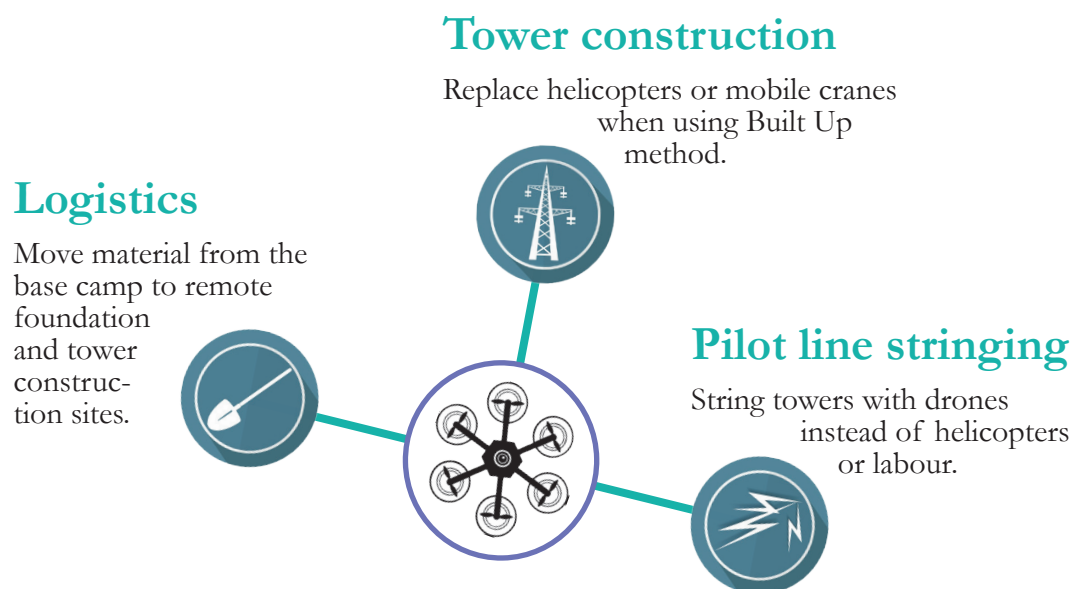 Tower construction
Replace helicopters or mobile cranes
when using Built Up
method.
Logistics
Move material from the
base camp to remote
foundation
and tower
construc-
tion sites.
Pilot line stringing
String towers with drones
instead of helicopters
or labour.